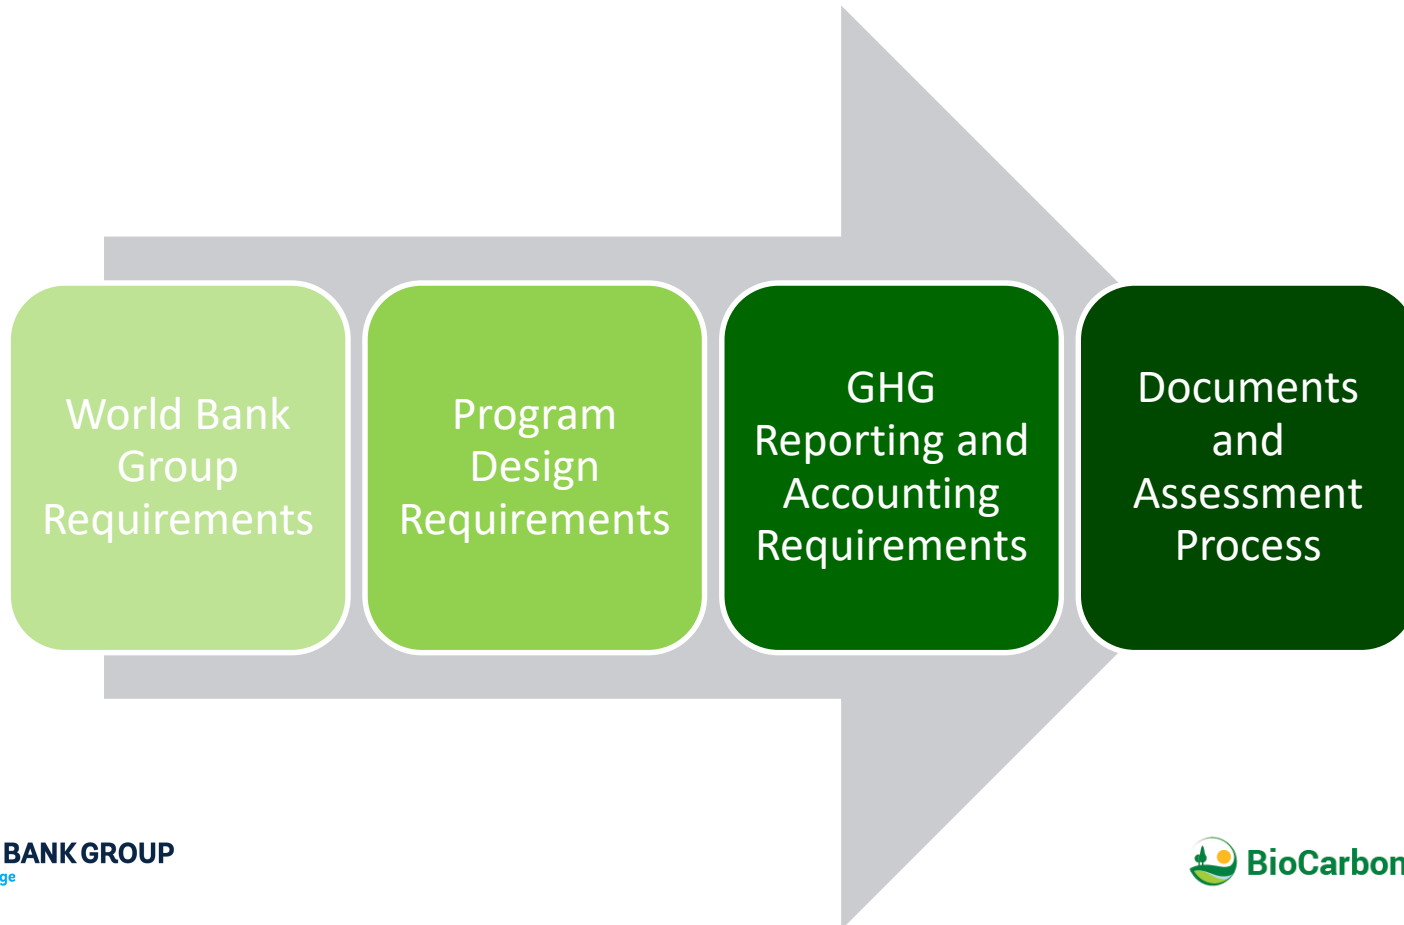 World Bank
Group
Requirements
Program
Design
Requirements
GHG
Reporting and
Accounting
Requirements
Documents
and
Assessment
Process
BANK GROUP
BioCarbon